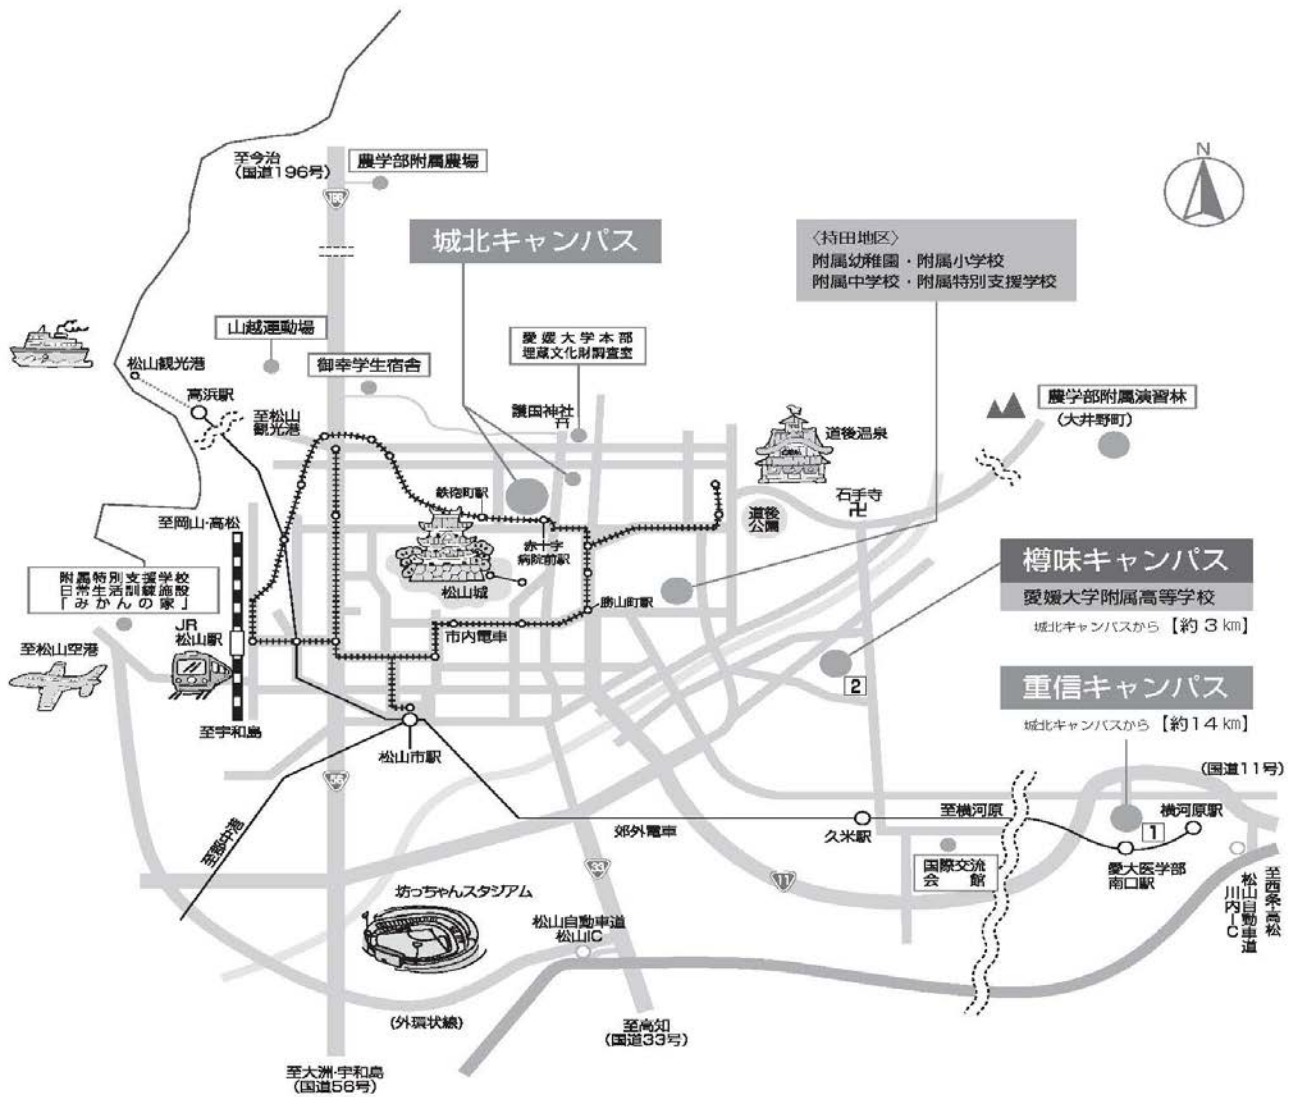 N
至今治
(国道196号)
農学部附属農場
196
城北キャンパス
〈持田地区〉
附属幼稚園・附属小学校
附属中学校・附属特別支援学校
山越運動場
愛媛大学本部
埋蔵文化財調査室
松山観光港
御幸学生宿舎
高浜駅
農学部附属演習林
(大井野町)
至松山
観光港
護国神社
道後温泉
鉄砲町駅
石手寺
卍
道後
公園
至岡山・高松
赤十字
病院前駅
樽味キャンパス
愛媛大学附属高等学校
城北キャンパスから【約3㎞】
附属特別支援学校
日常生活訓練施設
「みかんの家」
松山城
勝山町駅
JR
松山駅
市内電車
至松山空港
2
重信キャンパス
城北キャンパスから【約14㎞】
至宇和島
松山市駅
(国道11号)
56
至横河原
横河原駅
郊外電車
久米駅
1
至郡中港
33
11
国際交流
会館
愛大医学部
南口駅
至西条・高松
松山自動車道
川内IC
坊っちゃんスタジアム
松山自動車道
松山IC
(外環状線)
至高知
(国道33号)
至大洲・宇和島
(国道56号)